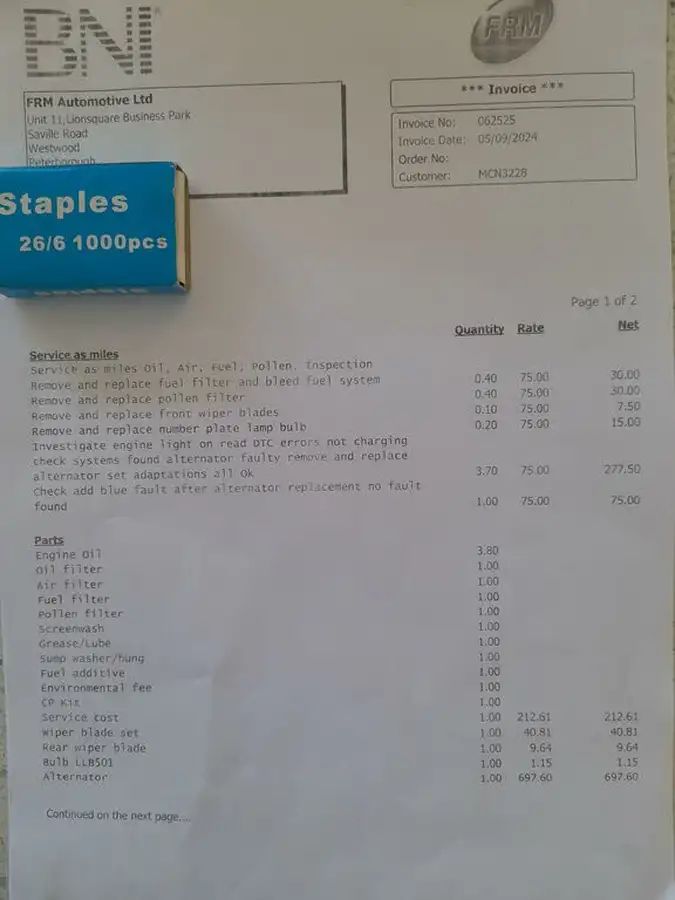 BNI
FRM
FRM Automotive Ltd
Unit 11, Lionsquare Business Park
Saville Road
Westwood
Peterborough
*** Invoice ***
Invoice No: 062525
Invoice Date: 05/09/2024
Order No:
Customer: MCN3228
Staples
26/6 1000pcs
Page 1 of 2
Quantity Rate Net
Service as miles
Service as miles Oil, Air, Fuel, Pollen, Inspection
Remove and replace fuel filter and bleed fuel system 0.40 75.00 30.00
Remove and replace pollen filter 0.40 75.00 30.00
Remove and replace front wiper blades 0.10 75.00 7.50
Remove and replace number plate lamp bulb 0.20 75.00 15.00
Investigate engine light on read DTC errors not charging
check systems found alternator faulty remove and replace
alternator set adaptations all Ok 3.70 75.00 277.50
Check add blue fault after alternator replacement no fault
found 1.00 75.00 75.00
Parts
Engine Oil 3.80
Oil filter 1.00
Air filter 1.00
Fuel filter 1.00
Pollen filter 1.00
Screenwash 1.00
Grease/Lube 1.00
Sump washer/bung 1.00
Fuel additive 1.00
Environmental fee 1.00
CP Kit 1.00
Service cost 1.00 212.61 212.61
Wiper blade set 1.00 40.81 40.81
Rear wiper blade 1.00 9.64 9.64
Bulb LLB501 1.00 1.15 1.15
Alternator 1.00 697.60 697.60
Continued on the next page....